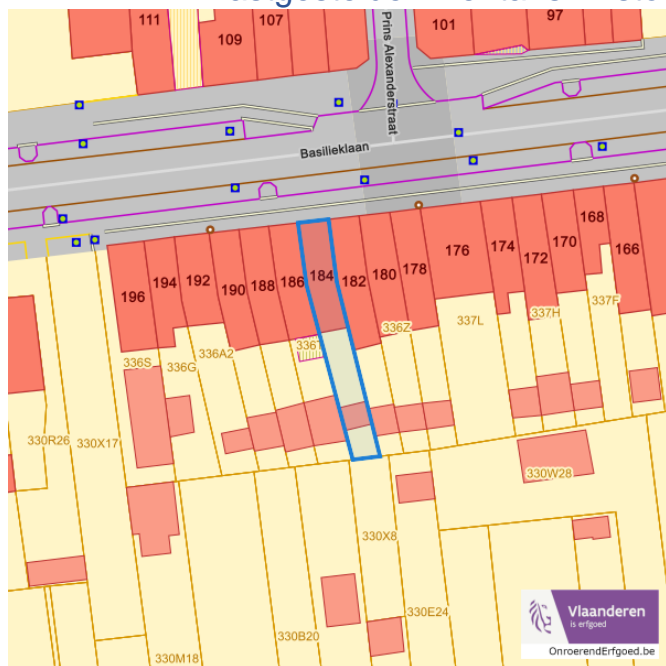 111
109
107
101
97
Prins Alexanderstraat
Basilieklaan
196
194
192
190
188
186
184
182
180
178
176
174
172
170
168
166
336S
336G
336A2
336Z
337L
337H
337F
330R26
330X17
330W28
330X8
330E24
330B20
330M18
Vlaanderen
is erfgoed
OnroerendErfgoed.be